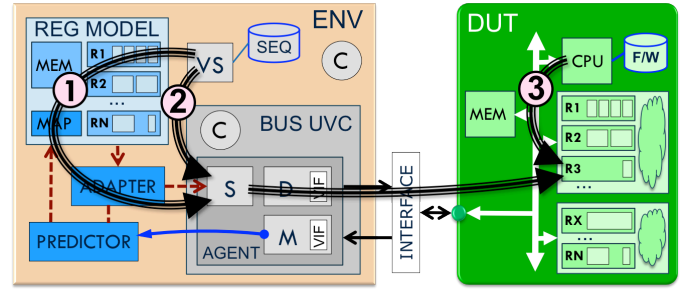 ENV
REG MODEL
MEM
R1
R2
...
MAP
RN
VS
SEQ
C
1
2
C
BUS UVC
ADAPTER
S
D
VIF
M
VIF
AGENT
PREDICTOR
INTERFACE
DUT
CPU
F/W
3
MEM
R1
R2
R3
...
RX
...
RN